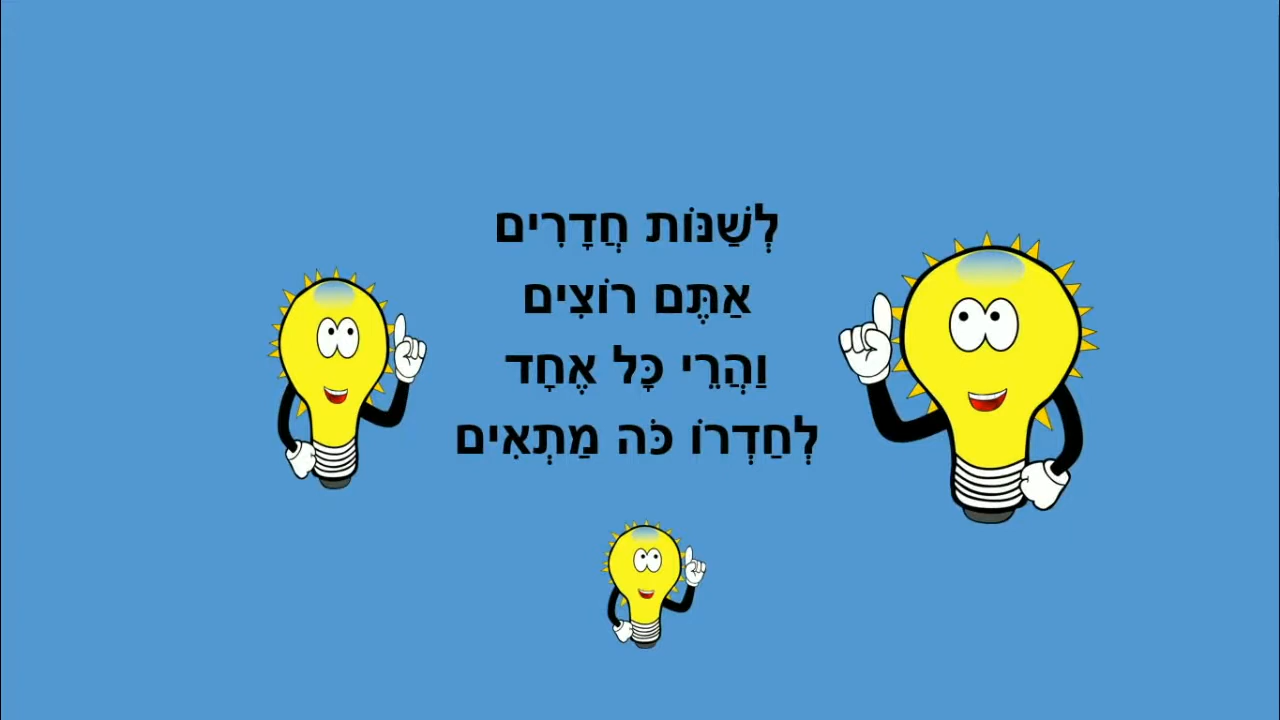 לְשַׁנּוֹת חֲדָרִים
אַתֶּם רוֹצִים
וַהֲרֵי כָּל אֶחָד
לְחַדְרוֹ כֹּה מַתְאִים